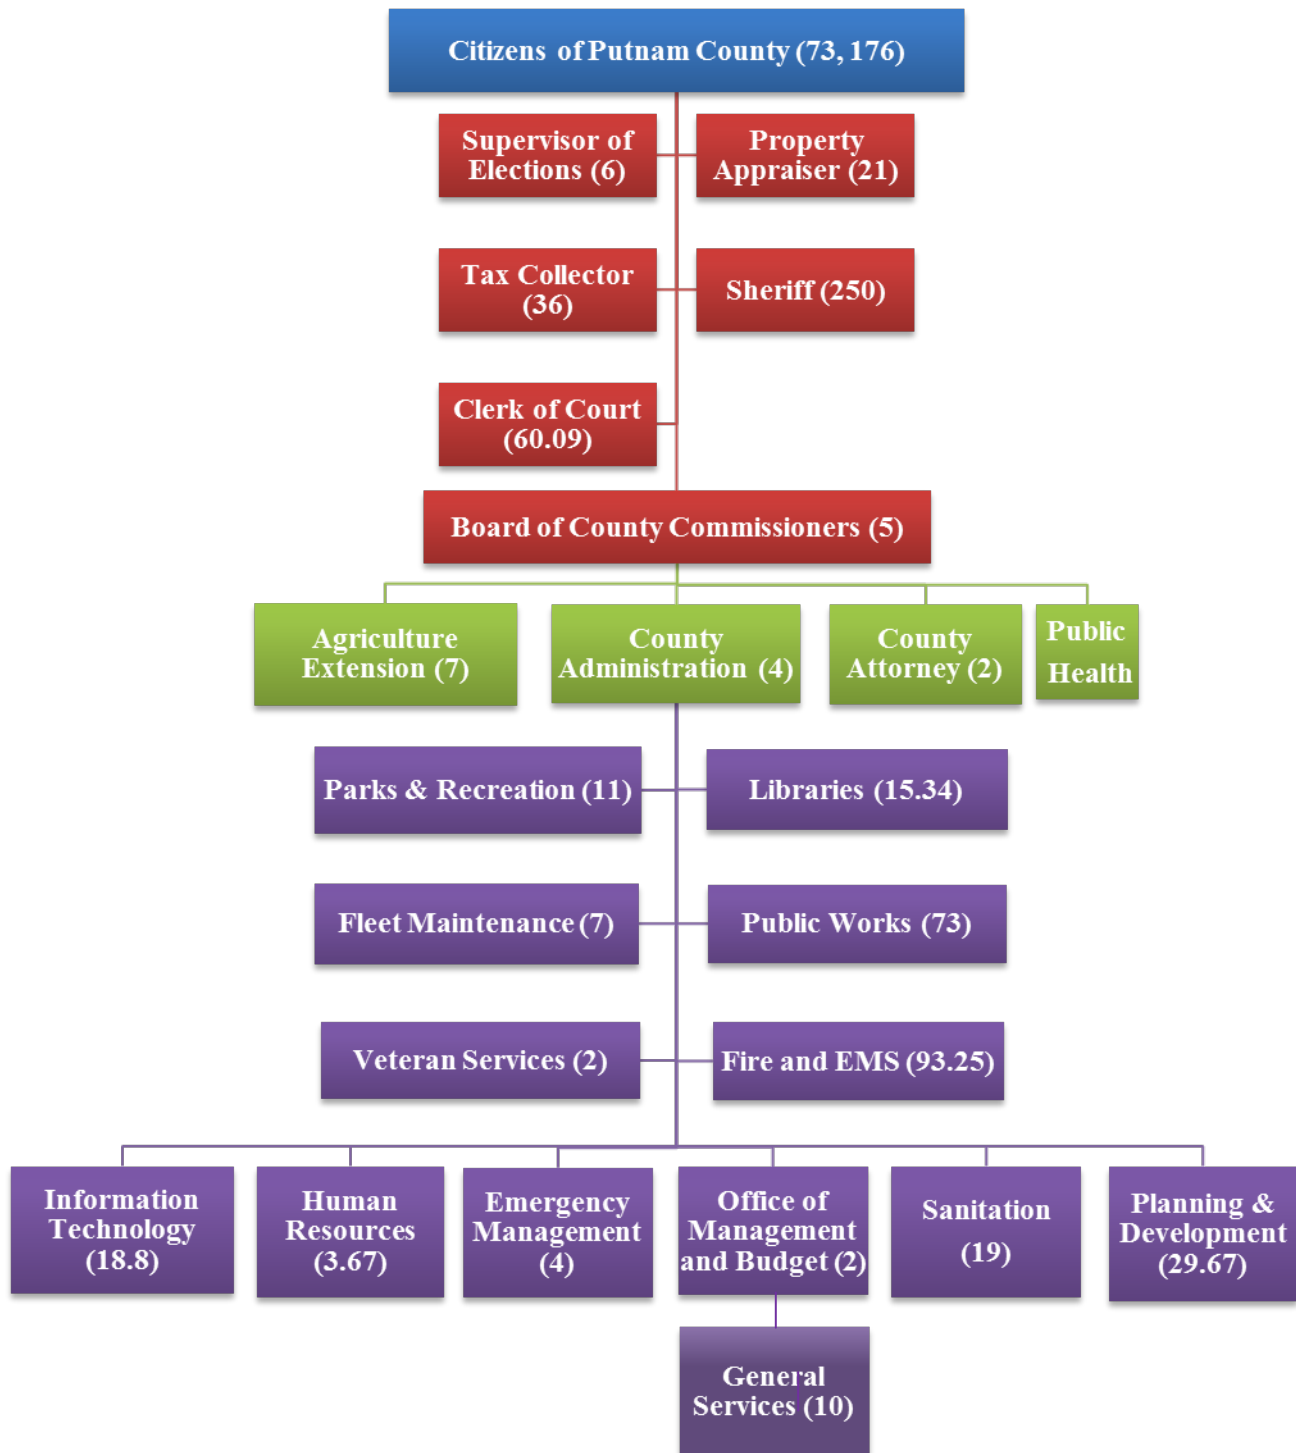 Citizens of Putnam County (73, 176)
Supervisor of
Elections (6)
Property
Appraiser (21)
Tax Collector
(36)
Sheriff (250)
Clerk of Court
(60.09)
Board of County Commissioners (5)
Agriculture
Extension (7)
County
Administration (4)
County
Attorney (2)
Public
Health
Parks & Recreation (11)
Libraries (15.34)
Fleet Maintenance (7)
Public Works (73)
Veteran Services (2)
Fire and EMS (93.25)
Information
Technology
(18.8)
Human
Resources
(3.67)
Emergency
Management
(4)
Office of
Management
and Budget (2)
Sanitation
(19)
Planning &
Development
(29.67)
General
Services (10)